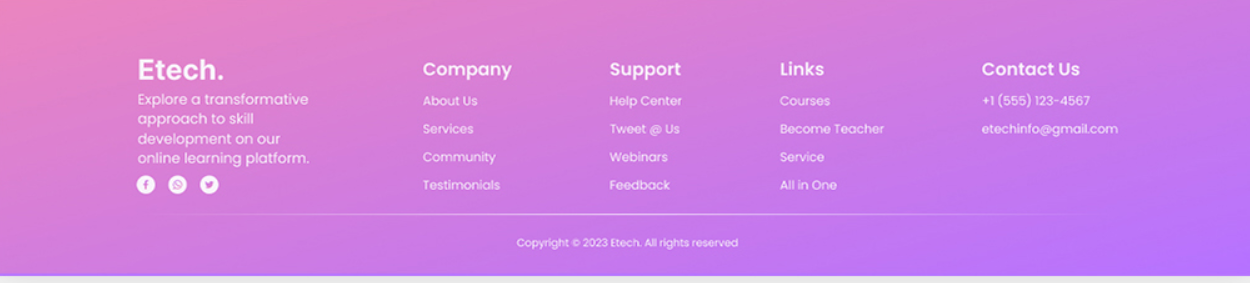 Etech.
Explore a transformative
approach to skill
development on our
online learning platform.
Company
About Us
Services
Community
Testimonials
Support
Help Center
Tweet @ Us
Webinars
Feedback
Links
Courses
Become Teacher
Service
All in One
Contact Us
+1 (555) 123-4567
etechinfo@gmail.com
Copyright © 2023 Etech. All rights reserved